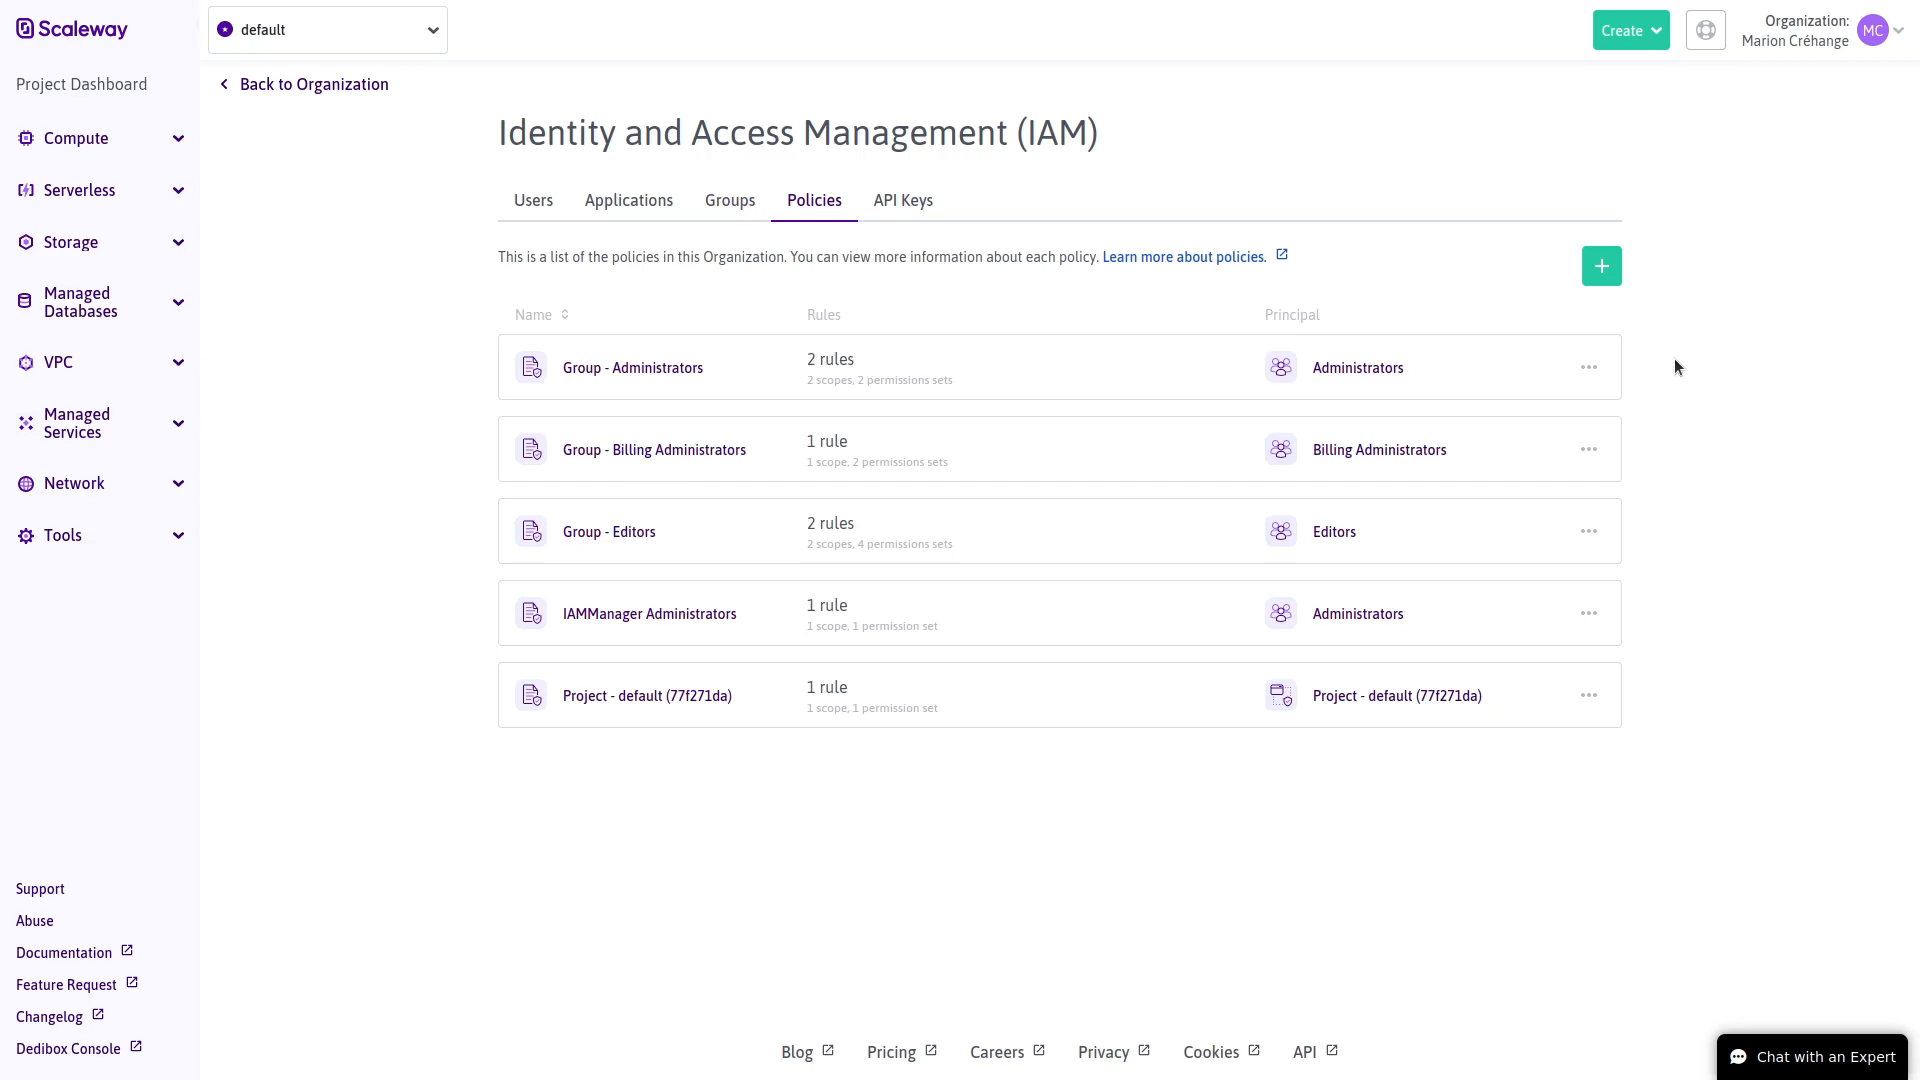 Scaleway
default
Create
Organization:
Marion Créhange
MC
Project Dashboard
Compute
Serverless
Storage
Managed
Databases
VPC
Managed
Services
Network
Tools
Support
Abuse
Documentation
Feature Request
Changelog
Dedibox Console
Back to Organization
Identity and Access Management (IAM)
Users Applications Groups Policies API Keys
This is a list of the policies in this Organization. You can view more information about each policy. Learn more about policies.
Name Rules Principal
Group - Administrators
2 rules
2 scopes, 2 permissions sets
Administrators
Group - Billing Administrators
1 rule
1 scope, 2 permissions sets
Billing Administrators
Group - Editors
2 rules
2 scopes, 4 permissions sets
Editors
IAMManager Administrators
1 rule
1 scope, 1 permission set
Administrators
Project - default (77f271da)
1 rule
1 scope, 1 permission set
Project - default (77f271da)
Blog Pricing Careers Privacy Cookies API
Chat with an Expert